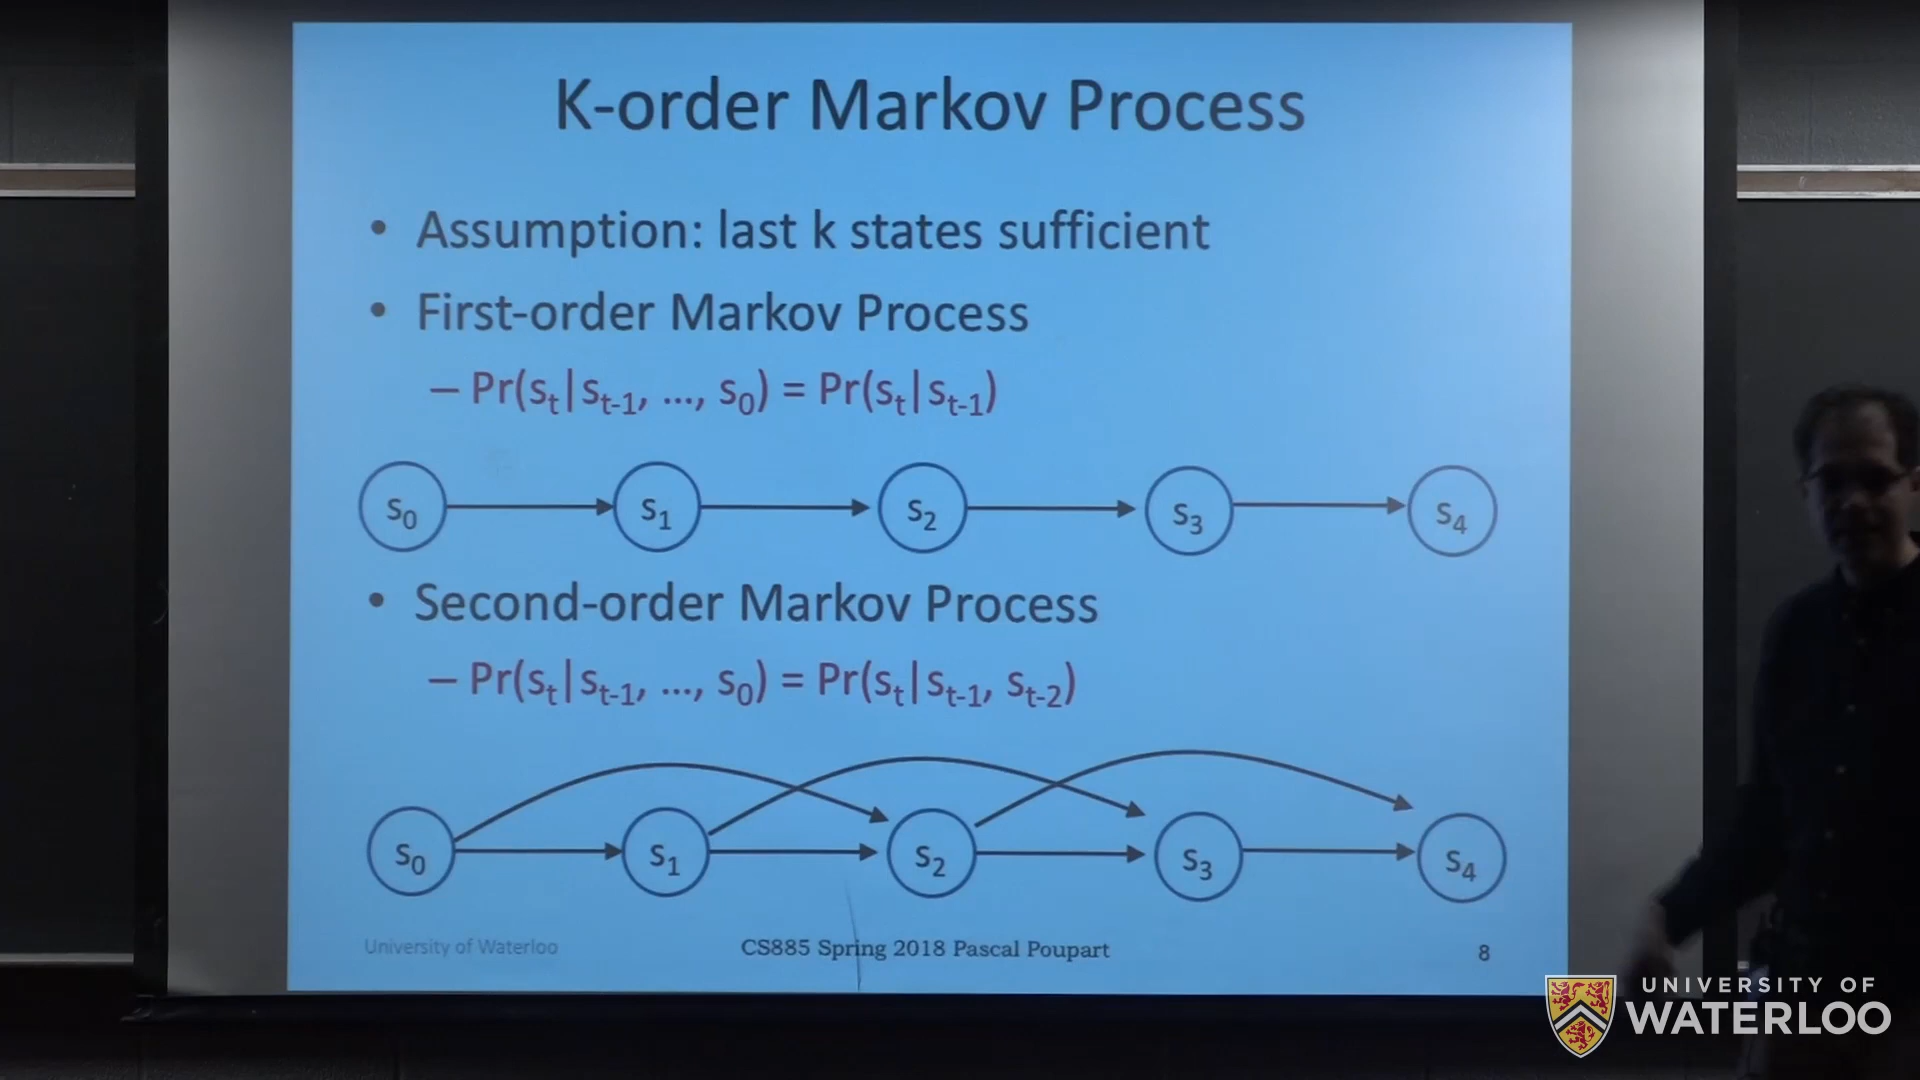 K-order Markov Process
• Assumption: last k states sufficient
• First-order Markov Process
– Pr(sₜ|sₜ₋₁, ..., s₀) = Pr(sₜ|sₜ₋₁)
s₀ s₁ s₂ s₃ s₄
• Second-order Markov Process
– Pr(sₜ|sₜ₋₁, ..., s₀) = Pr(sₜ|sₜ₋₁, sₜ₋₂)
s₀ s₁ s₂ s₃ s₄
University of Waterloo CS885 Spring 2018 Pascal Poupart 8
UNIVERSITY OF
WATERLOO